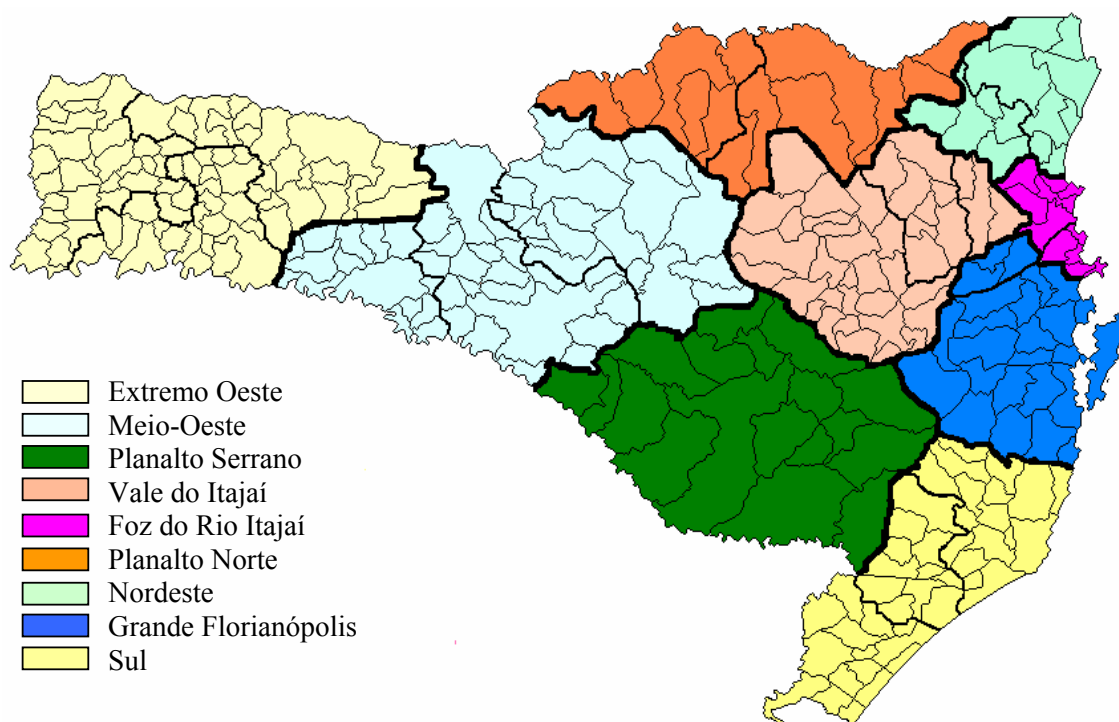 Extremo Oeste
Meio-Oeste
Planalto Serrano
Vale do Itajaí
Foz do Rio Itajaí
Planalto Norte
Nordeste
Grande Florianópolis
Sul